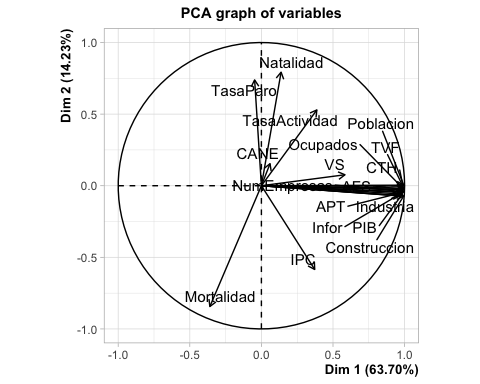 PCA graph of variables
Dim 2 (14.23%)
1.0
0.5
0.0
-0.5
-1.0
Natalidad
TasaParo
TasaActividad
Poblacion
Ocupados
TVF
CANE
VS
CTH
NumEmpresas
AFS
APT
Industria
Infor
PIB
Construccion
IPC
Mortalidad
-1.0
-0.5
0.0
0.5
1.0
Dim 1 (63.70%)